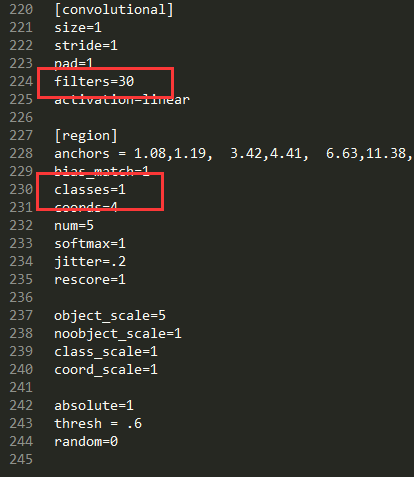 220 [convolutional]
221 size=1
222 stride=1
223 pad=1
224 filters=30
225 activation=linear
226
227 [region]
228 anchors = 1.08,1.19,  3.42,4.41,  6.63,11.38,
229 bias_match=1
230 classes=1
231 coords=4
232 num=5
233 softmax=1
234 jitter=.2
235 rescore=1
236
237 object_scale=5
238 noobject_scale=1
239 class_scale=1
240 coord_scale=1
241
242 absolute=1
243 thresh = .6
244 random=0
245